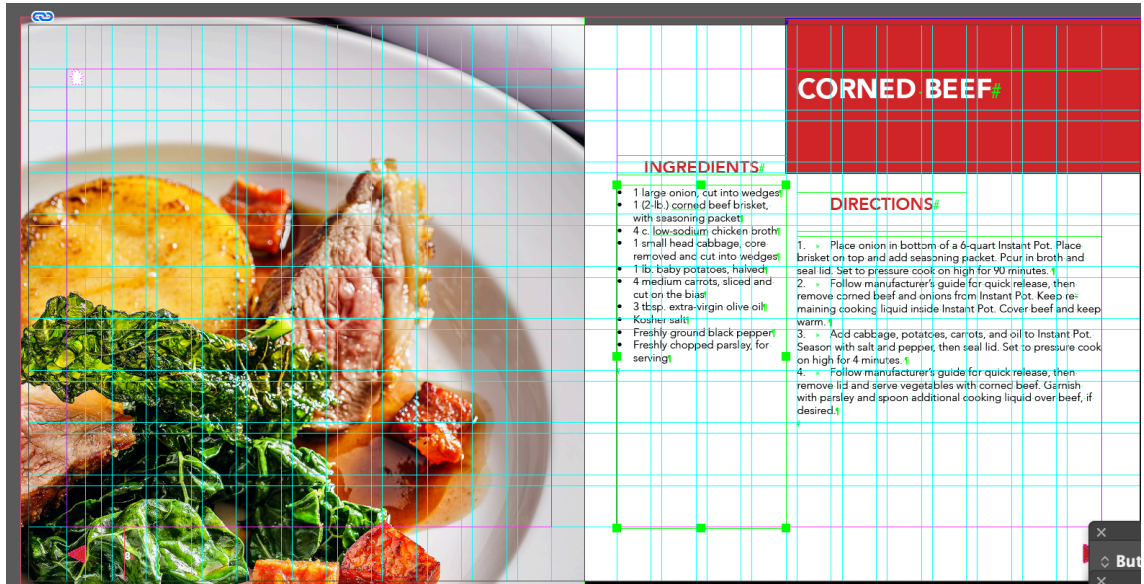 CORNED BEEF#
INGREDIENTS#
• 1 large onion, cut into wedges¶
• 1 (2-lb.) corned beef brisket,
with seasoning packet¶
• 4 c. low-sodium chicken broth¶
• 1 small head cabbage, core
removed and cut into wedges¶
• 1 lb. baby potatoes, halved¶
• 4 medium carrots, sliced and
cut on the bias¶
• 3 tbsp. extra-virgin olive oil¶
• Kosher salt¶
• Freshly ground black pepper¶
• Freshly chopped parsley, for
serving¶
#
DIRECTIONS#
1. » Place onion in bottom of a 6-quart Instant Pot. Place
brisket on top and add seasoning packet. Pour in broth and
seal lid. Set to pressure cook on high for 90 minutes. ¶
2. » Follow manufacturer's guide for quick release, then
remove corned beef and onions from Instant Pot. Keep re-
maining cooking liquid inside Instant Pot. Cover beef and keep
warm. ¶
3. » Add cabbage, potatoes, carrots, and oil to Instant Pot.
Season with salt and pepper, then seal lid. Set to pressure cook
on high for 4 minutes. ¶
4. » Follow manufacturer's guide for quick release, then
remove lid and serve vegetables with corned beef. Garnish
with parsley and spoon additional cooking liquid over beef, if
desired.¶
#
8
But